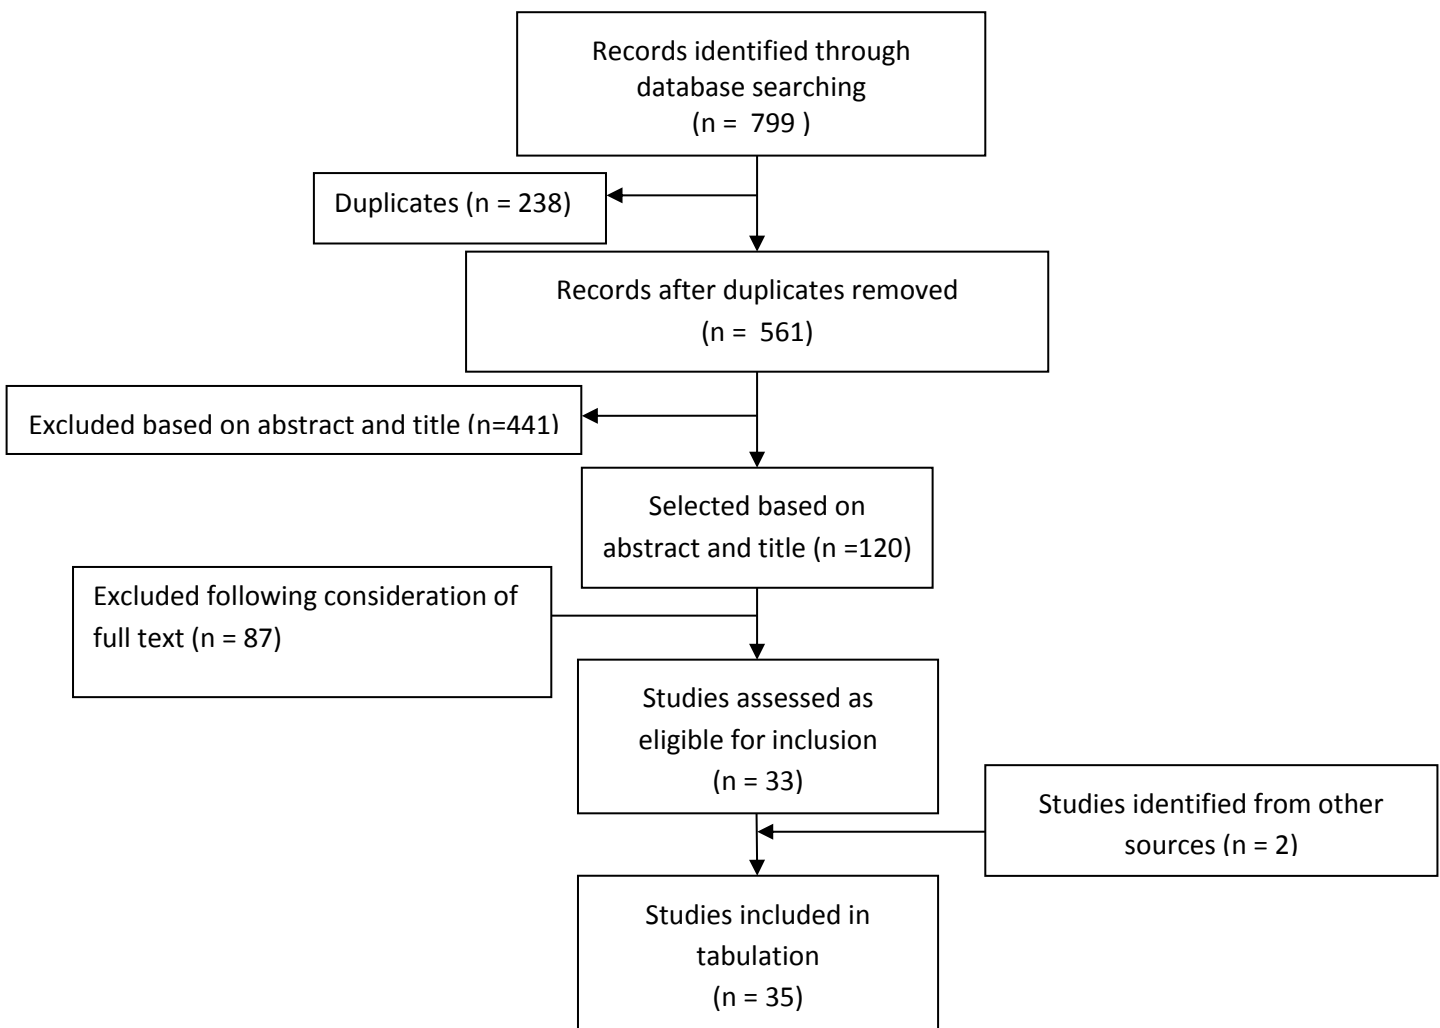 Records identified through
database searching
(n =  799 )
Duplicates (n = 238)
Records after duplicates removed
(n =  561)
Excluded based on abstract and title (n=441)
Selected based on
abstract and title (n =120)
Excluded following consideration of
full text (n = 87)
Studies assessed as
eligible for inclusion
(n = 33)
Studies identified from other
sources (n = 2)
Studies included in
tabulation
(n = 35)